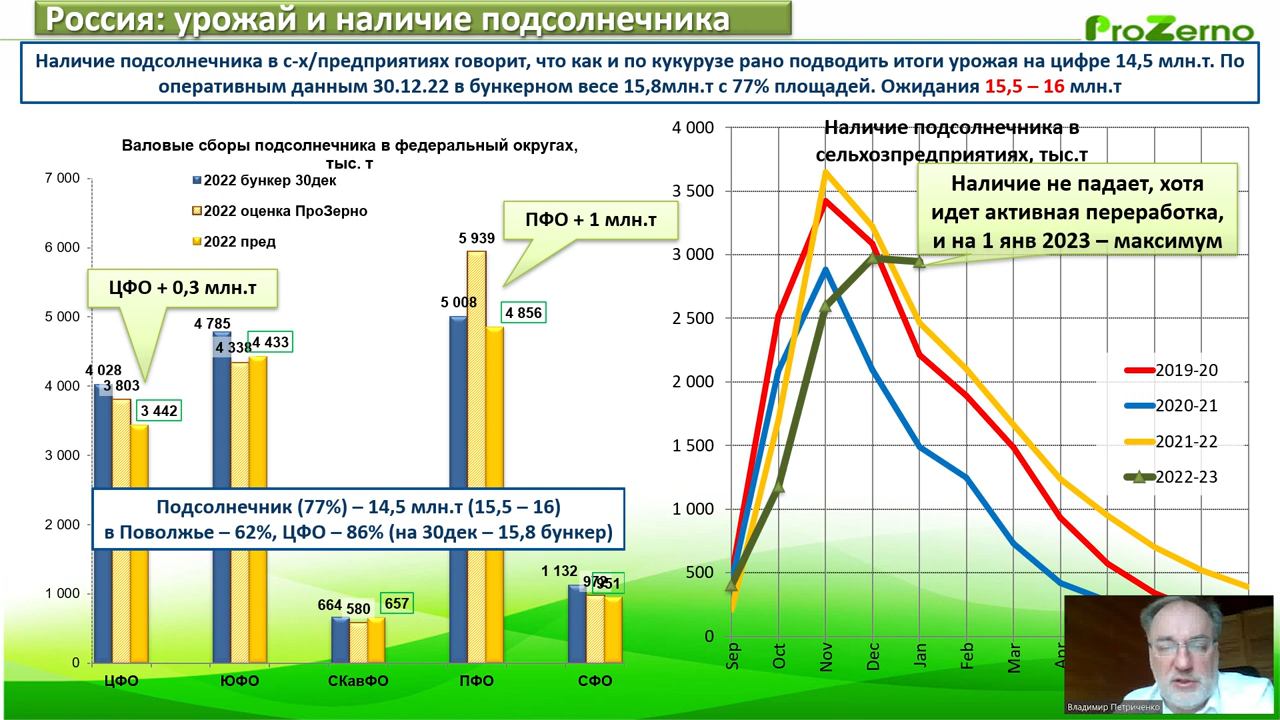 Россия: урожай и наличие подсолнечника
ProZerno
Наличие подсолнечника в с-х/предприятиях говорит, что как и по кукурузе рано подводить итоги урожая на цифре 14,5 млн.т. По
оперативным данным 30.12.22 в бункерном весе 15,8млн.т с 77% площадей. Ожидания 15,5 – 16 млн.т
Валовые сборы подсолнечника в федеральный округах,
тыс. т
2022 бункер 30дек
2022 оценка ПроЗерно
2022 пред
7 000
6 000
5 000
4 000
3 000
2 000
1 000
0
ЦФО + 0,3 млн.т
ПФО + 1 млн.т
4 028
3 803
3 442
4 785
4 338
4 433
664
580
657
5 008
5 939
4 856
1 132
951
Подсолнечник (77%) – 14,5 млн.т (15,5 – 16)
в Поволжье – 62%, ЦФО – 86% (на 30дек – 15,8 бункер)
ЦФО
ЮФО
СКавФО
ПФО
СФО
Наличие подсолнечника в
сельхозпредприятиях, тыс.т
Наличие не падает, хотя
идет активная переработка,
и на 1 янв 2023 – максимум
4 000
3 500
3 000
2 500
2 000
1 500
1 000
500
0
2019-20
2020-21
2021-22
2022-23
Sep
Oct
Nov
Dec
Jan
Feb
Mar
Apr
Владимир Петриченко